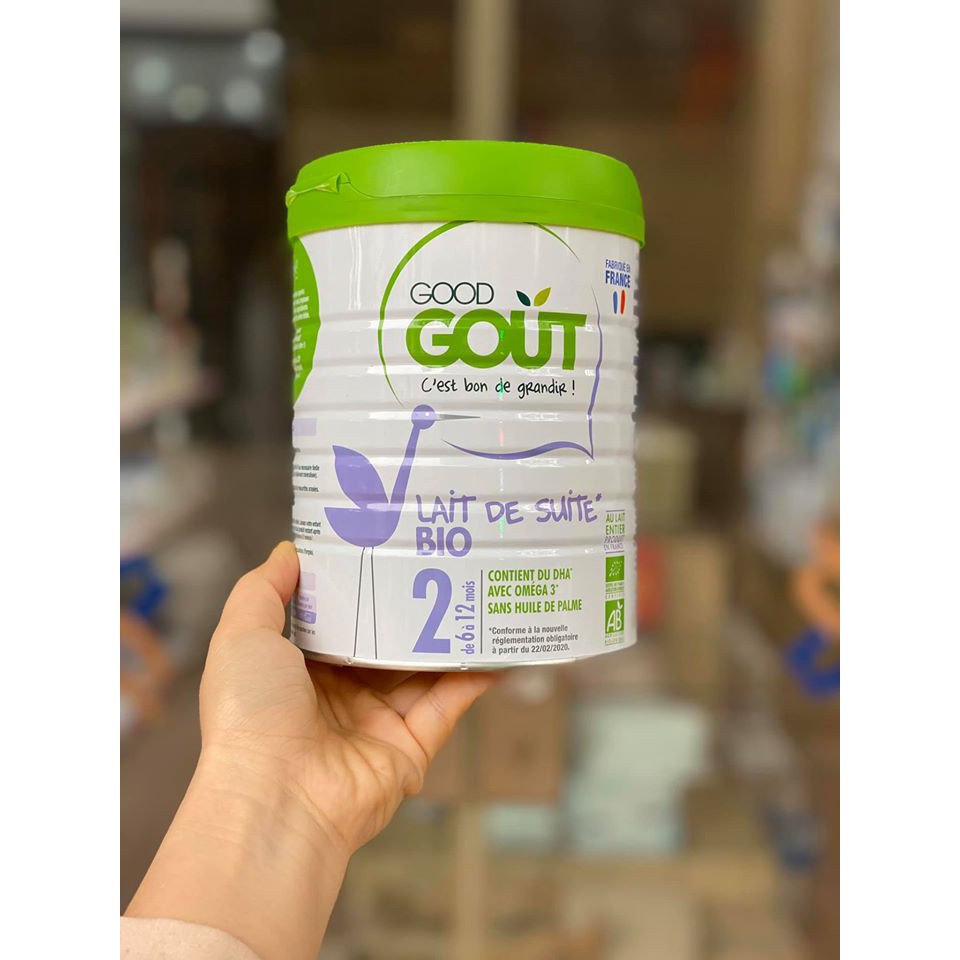 GOOD
GOÛT
C'est bon de grandir !
FABRIQUÉ EN
FRANCE
LAIT DE SUITE*
BIO
2
de 6 à 12 mois
CONTIENT DU DHA*
AVEC OMÉGA 3*
SANS HUILE DE PALME
*Conforme à la nouvelle
réglementation obligatoire
à partir du 22/02/2020.
AU LAIT
ENTIER
PRODUIT
EN FRANCE
AB